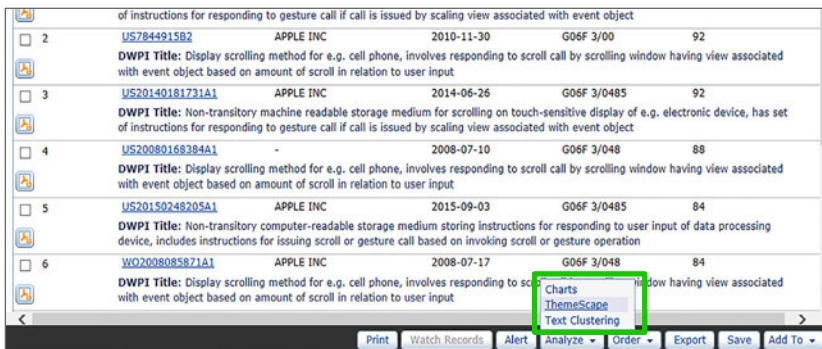 of instructions for responding to gesture call if call is issued by scaling view associated with event object
2 US7844915B2 APPLE INC 2010-11-30 G06F 3/00 92
DWPI Title: Display scrolling method for e.g. cell phone, involves responding to scroll call by scrolling window having view associated
with event object based on amount of scroll in relation to user input
3 US20140181731A1 APPLE INC 2014-06-26 G06F 3/0485 92
DWPI Title: Non-transitory machine readable storage medium for scrolling on touch-sensitive display of e.g. electronic device, has set
of instructions for responding to gesture call if call is issued by scaling view associated with event object
4 US20080168384A1 - 2008-07-10 G06F 3/048 88
DWPI Title: Display scrolling method for e.g. cell phone, involves responding to scroll call by scrolling window having view associated
with event object based on amount of scroll in relation to user input
5 US20150248205A1 APPLE INC 2015-09-03 G06F 3/0485 84
DWPI Title: Non-transitory computer-readable storage medium storing instructions for responding to user input of data processing
device, includes instructions for issuing scroll or gesture call based on invoking scroll or gesture operation
6 WO2008085871A1 APPLE INC 2008-07-17 G06F 3/048 84
DWPI Title: Display scrolling method for e.g. cell phone, involves responding to window having view associated
with event object based on amount of scroll in relation to user input
Charts
ThemeScape
Text Clustering
Print Watch Records Alert Analyze Order Export Save Add To